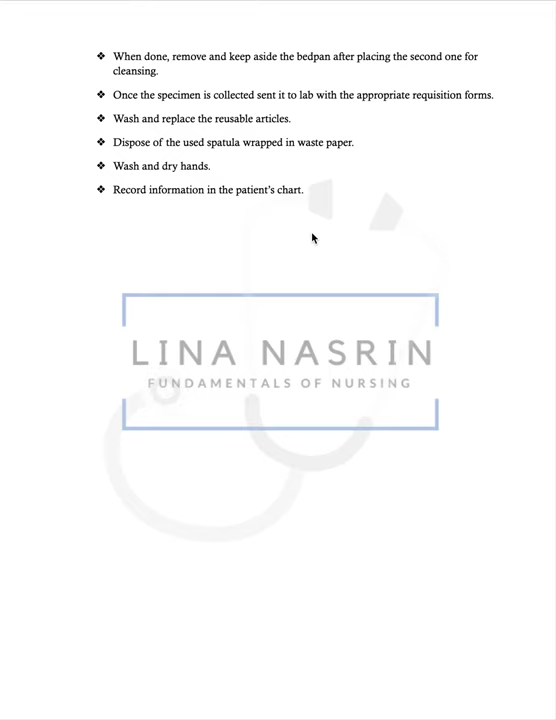 ❖ When done, remove and keep aside the bedpan after placing the second one for
cleansing.
❖ Once the specimen is collected sent it to lab with the appropriate requisition forms.
❖ Wash and replace the reusable articles.
❖ Dispose of the used spatula wrapped in waste paper.
❖ Wash and dry hands.
❖ Record information in the patient’s chart.
LINA NASRIN
FUNDAMENTALS OF NURSING